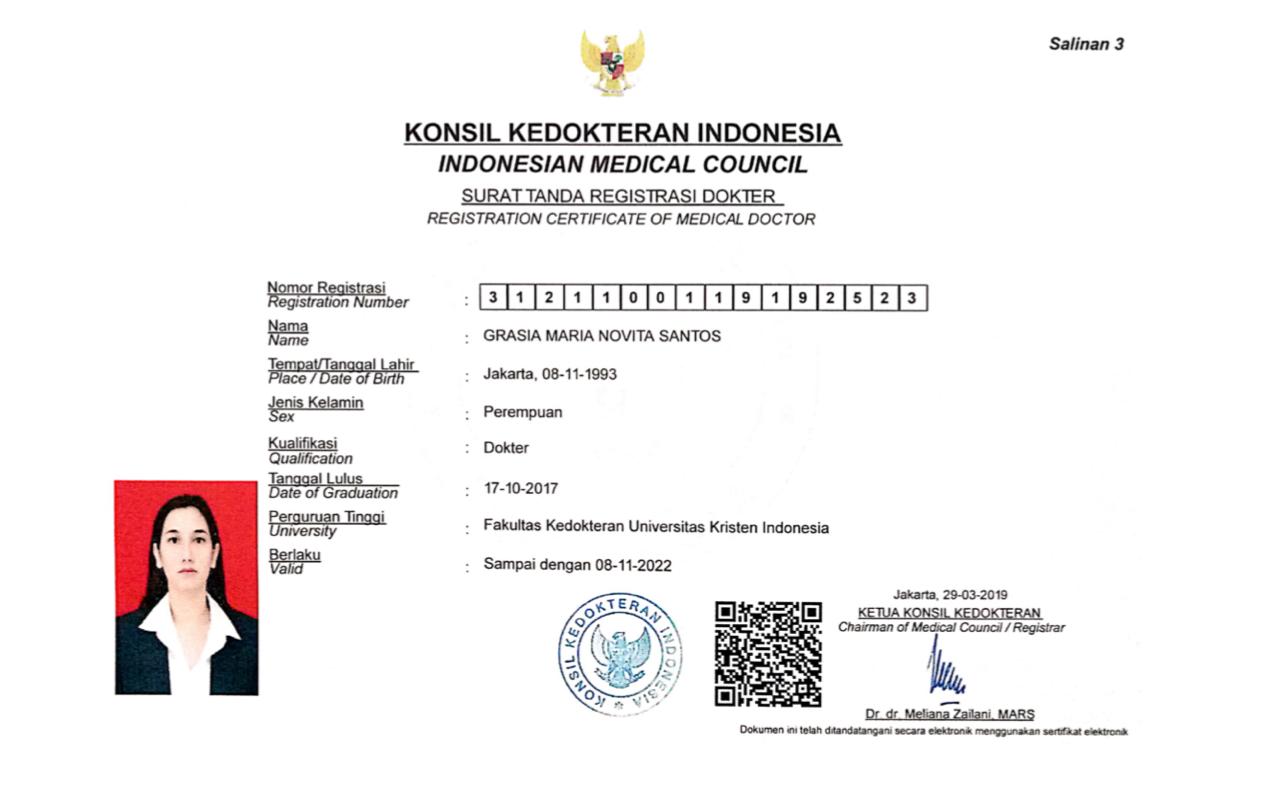 Salinan 3
KONSIL KEDOKTERAN INDONESIA
INDONESIAN MEDICAL COUNCIL
SURAT TANDA REGISTRASI DOKTER
REGISTRATION CERTIFICATE OF MEDICAL DOCTOR
Nomor Registrasi
Registration Number : 3 1 2 1 1 0 0 1 1 9 1 9 2 5 2 3
Nama
Name : GRASIA MARIA NOVITA SANTOS
Tempat/Tanggal Lahir
Place / Date of Birth : Jakarta, 08-11-1993
Jenis Kelamin
Sex : Perempuan
Kualifikasi
Qualification : Dokter
Tanggal Lulus
Date of Graduation : 17-10-2017
Perguruan Tinggi
University : Fakultas Kedokteran Universitas Kristen Indonesia
Berlaku
Valid : Sampai dengan 08-11-2022
KONSIL KEDOKTERAN INDONESIA
Jakarta, 29-03-2019
KETUA KONSIL KEDOKTERAN
Chairman of Medical Council / Registrar
Dr. dr. Meliana Zailani, MARS
Dokumen ini telah ditandatangani secara elektronik menggunakan sertifikat elektronik